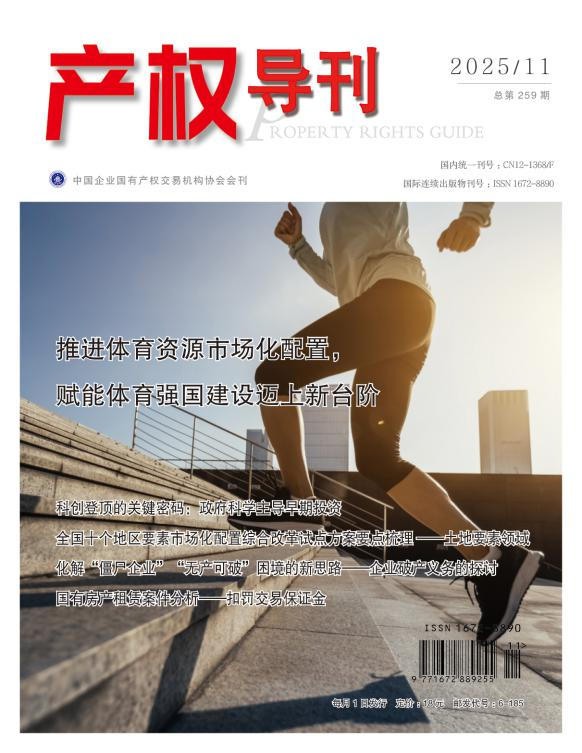 产权导刊
2025/11
总第 259 期
PROPERTY RIGHTS GUIDE
国内统一刊号：CN12-1368/F
中国企业国有产权交易机构协会会刊
国际连续出版物刊号：ISSN 1672-8890
推进体育资源市场化配置，
赋能体育强国建设迈上新台阶
科创登顶的关键密码：政府科学主导早期投资
全国十个地区要素市场化配置综合改革试点方案要点梳理——土地要素领域
化解“僵尸企业”“无产可破”困境的新思路——企业破产义务的探讨
国有房产租赁案件分析——扣罚交易保证金
ISSN 1672-8890
11>
9 771672 889255
每月1日发行 定价：18元 邮发代号：6-185